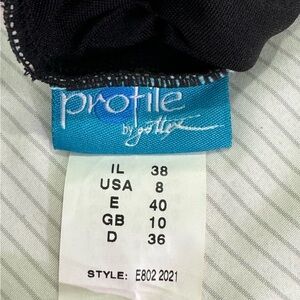 profile
by gottex
IL 38
USA 8
E 40
GB 10
D 36
STYLE: E802 2021